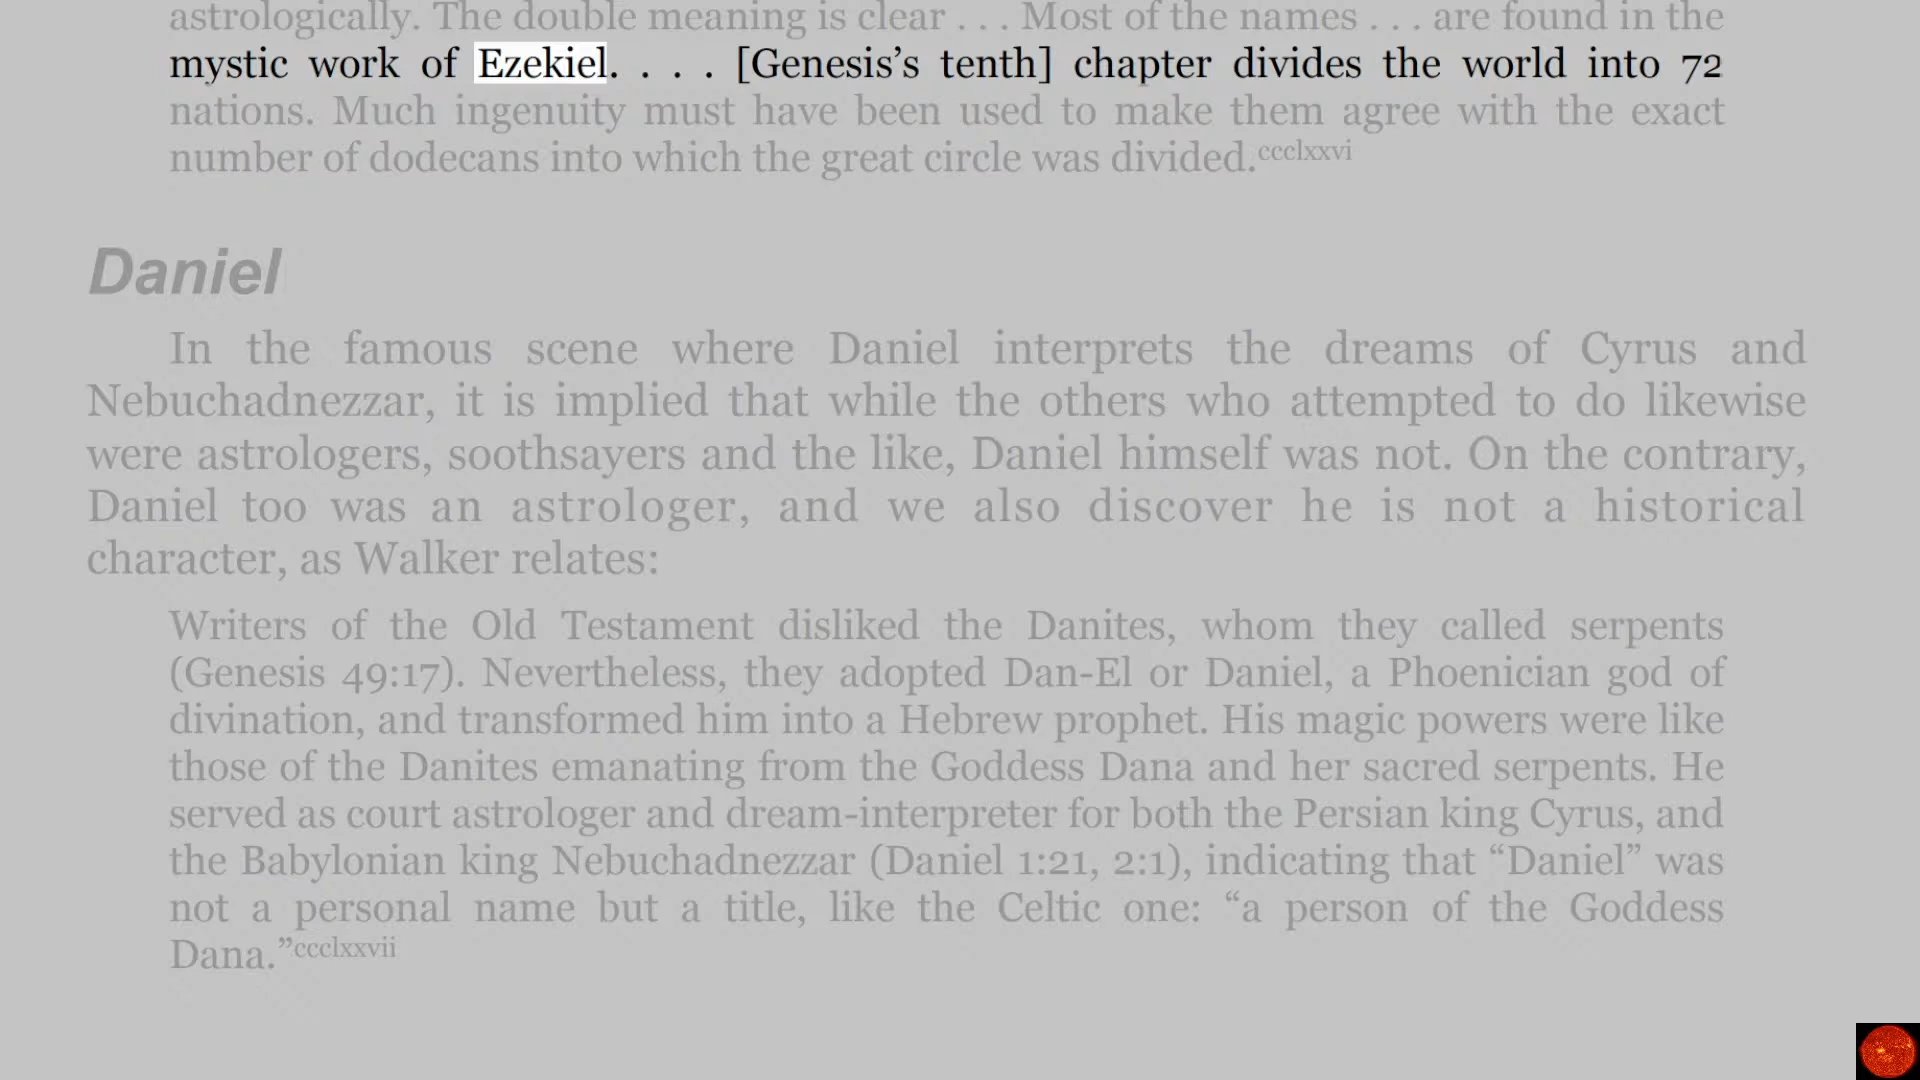 astrologically. The double meaning is clear . . . Most of the names . . . are found in the
mystic work of Ezekiel. . . . [Genesis’s tenth] chapter divides the world into 72
nations. Much ingenuity must have been used to make them agree with the exact
number of dodecans into which the great circle was divided.ccclxxvi
Daniel
In the famous scene where Daniel interprets the dreams of Cyrus and
Nebuchadnezzar, it is implied that while the others who attempted to do likewise
were astrologers, soothsayers and the like, Daniel himself was not. On the contrary,
Daniel too was an astrologer, and we also discover he is not a historical
character, as Walker relates:
Writers of the Old Testament disliked the Danites, whom they called serpents
(Genesis 49:17). Nevertheless, they adopted Dan-El or Daniel, a Phoenician god of
divination, and transformed him into a Hebrew prophet. His magic powers were like
those of the Danites emanating from the Goddess Dana and her sacred serpents. He
served as court astrologer and dream-interpreter for both the Persian king Cyrus, and
the Babylonian king Nebuchadnezzar (Daniel 1:21, 2:1), indicating that “Daniel” was
not a personal name but a title, like the Celtic one: “a person of the Goddess
Dana.”ccclxxvii